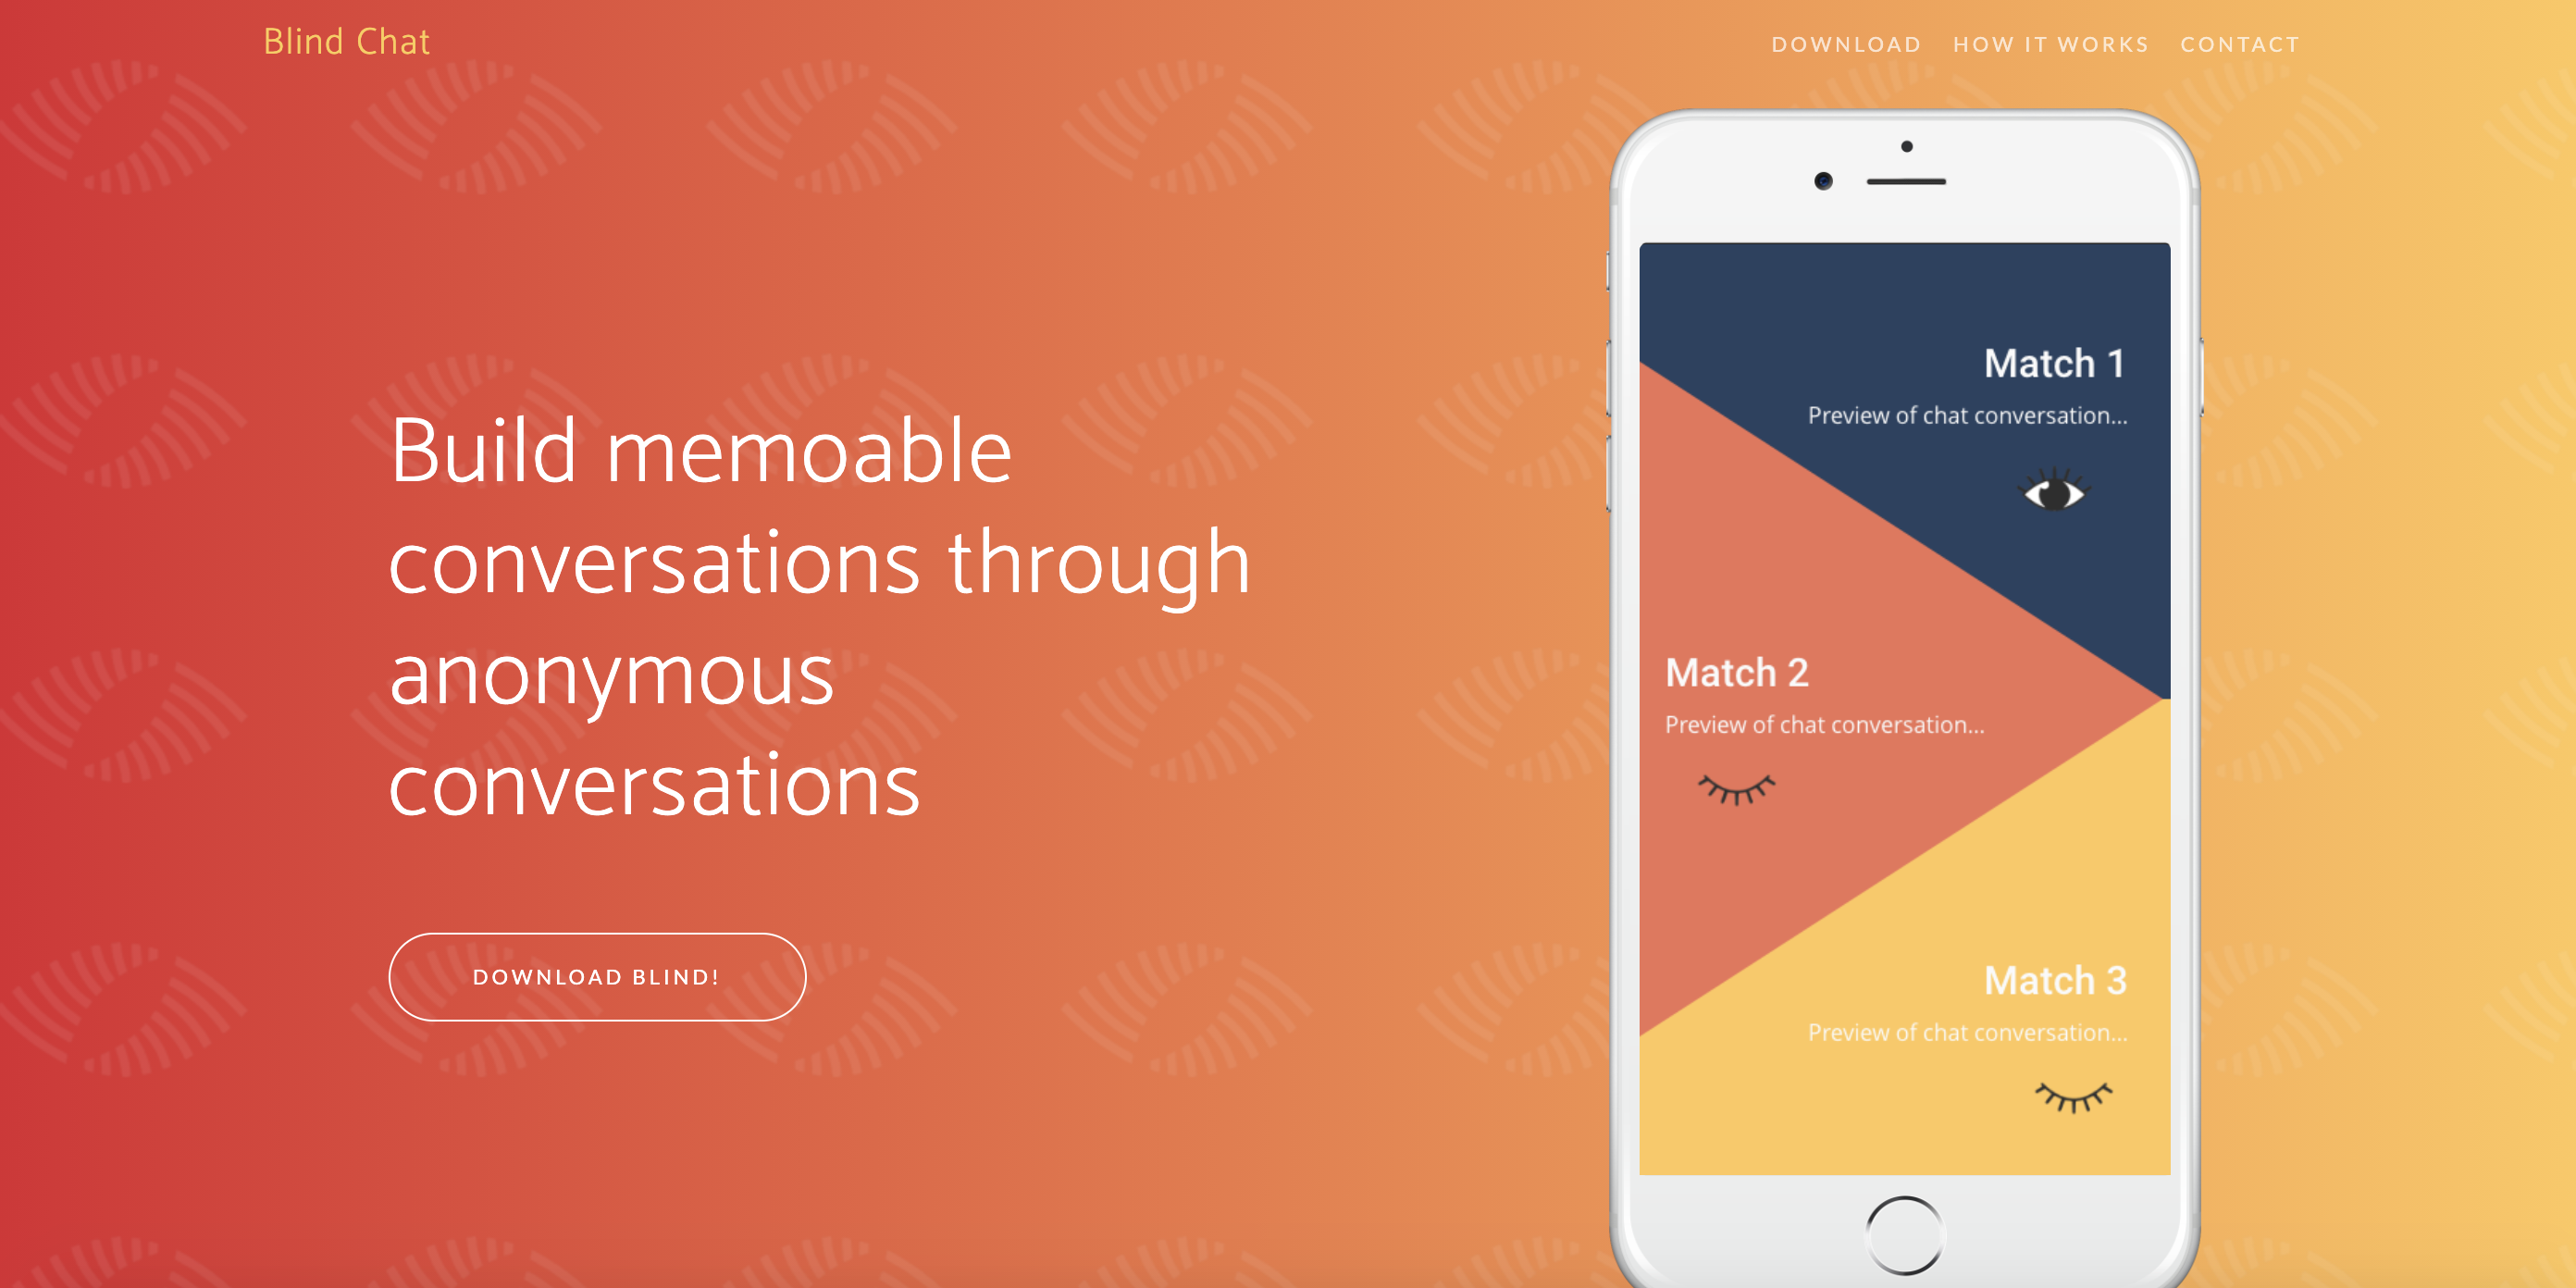 Blind Chat
DOWNLOAD HOW IT WORKS CONTACT
Build memoable
conversations through
anonymous
conversations
DOWNLOAD BLIND!
Match 1
Preview of chat conversation...
Match 2
Preview of chat conversation...
Match 3
Preview of chat conversation...